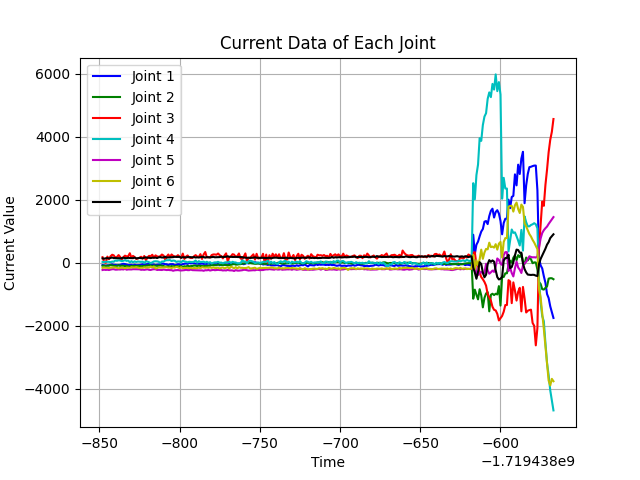 Current Data of Each Joint
Current Value
6000
4000
2000
0
−2000
−4000
Joint 1
Joint 2
Joint 3
Joint 4
Joint 5
Joint 6
Joint 7
−850 −800 −750 −700 −650 −600
Time
−1.719438e9